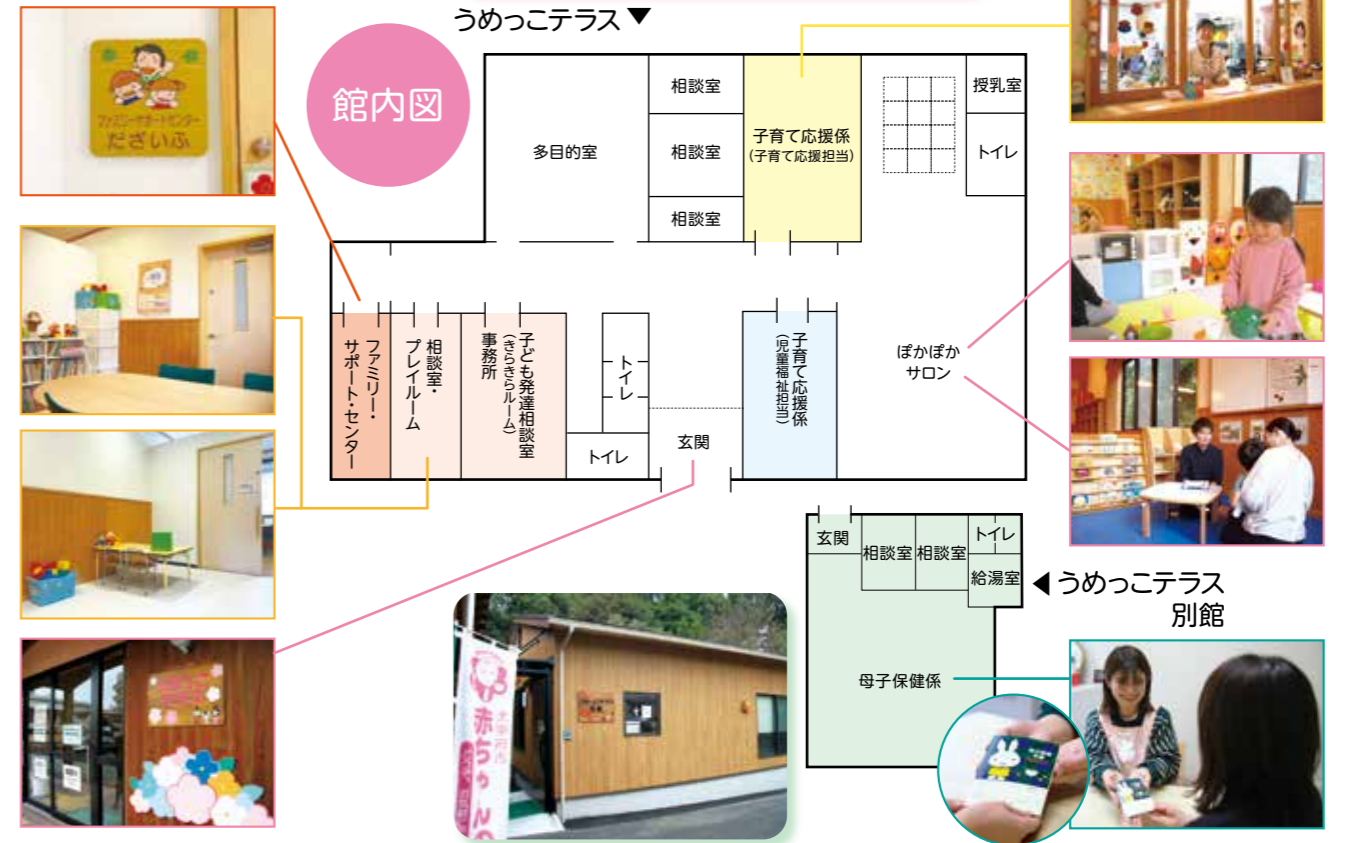 うめっこテラス▼
館内図
ファミリーサポートセンター
だざいふ
多目的室
相談室
相談室
相談室
子育て応援係
(子育て応援担当)
授乳室
トイレ
ファミリー・
サポート・センター
相談室・
プレイルーム
子ども発達相談室
(きらきらルーム)
事務所
トイレ
トイレ
玄関
子育て応援係
(児童福祉担当)
ぽかぽか
サロン
玄関
相談室
相談室
トイレ
給湯室
◀うめっこテラス
別館
母子保健係
赤ちゃんの